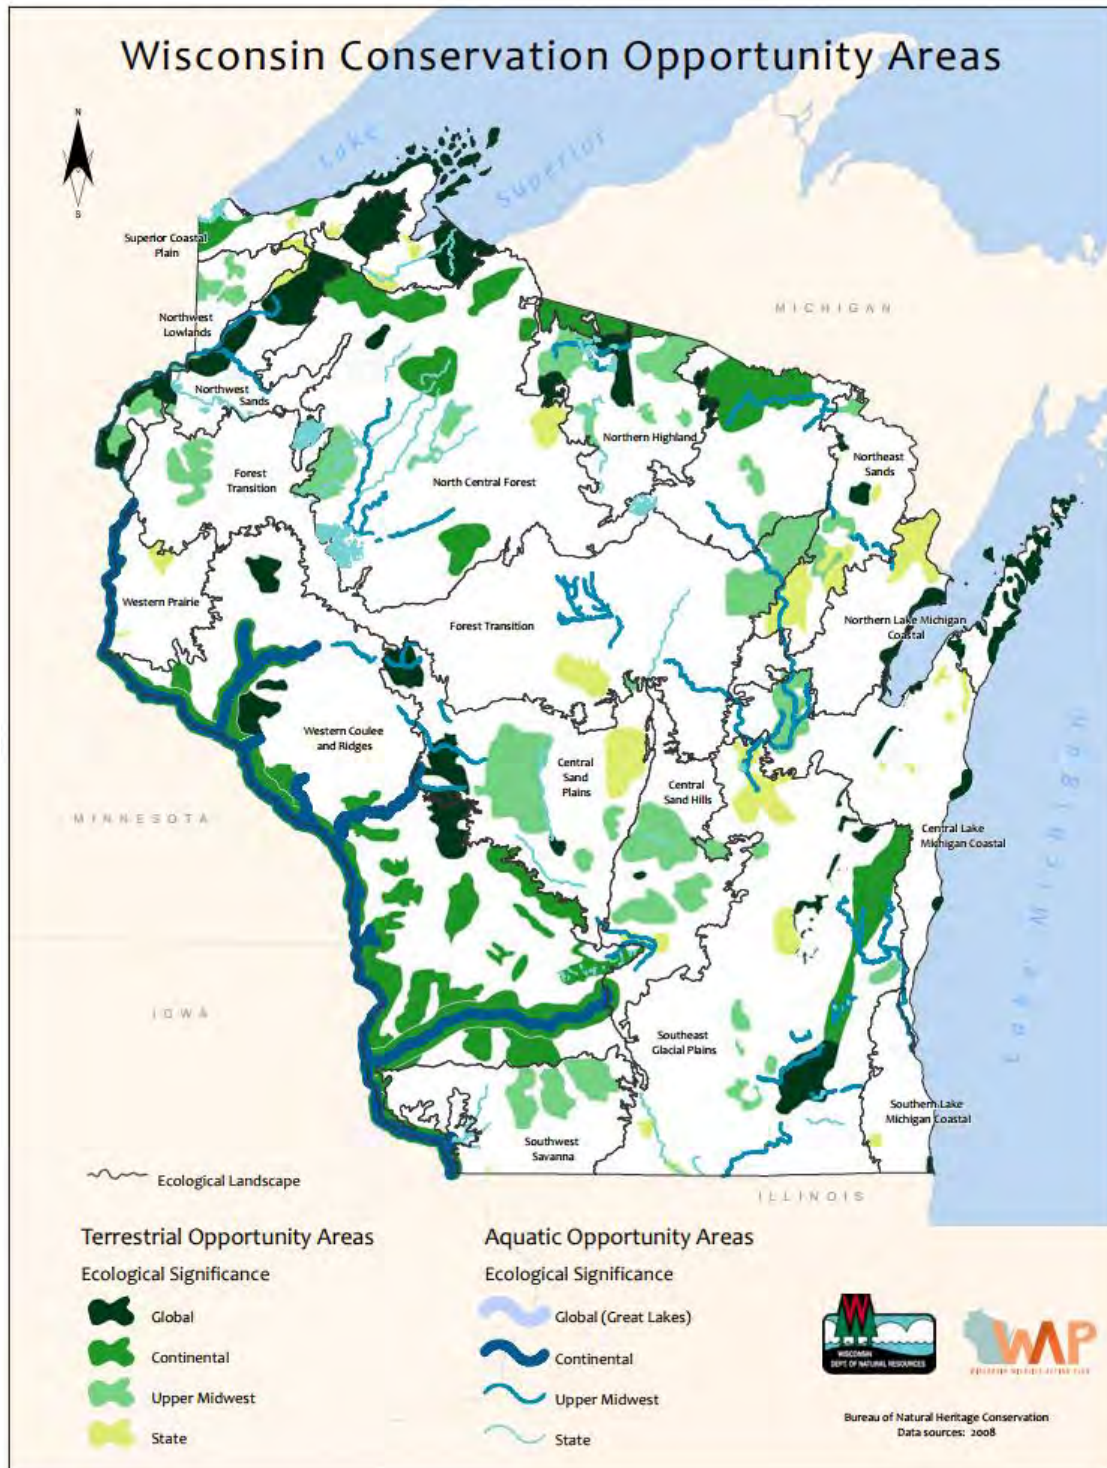 Wisconsin Conservation Opportunity Areas
N
S
Lake
Superior
Superior Coastal
Plain
MICHIGAN
Northwest
Lowlands
Northwest
Sands
Northern Highland
Forest
Transition
North Central Forest
Northeast
Sands
Western Prairie
Forest Transition
Northern Lake Michigan
Coastal
Western Coulee
and Ridges
Central
Sand
Plains
Central
Sand Hills
MINNESOTA
Central Lake
Michigan Coastal
Lake Michigan
IOWA
Southeast
Glacial Plains
Southern Lake
Michigan Coastal
Southwest
Savanna
Ecological Landscape
ILLINOIS
Terrestrial Opportunity Areas
Ecological Significance
Global
Continental
Upper Midwest
State
Aquatic Opportunity Areas
Ecological Significance
Global (Great Lakes)
Continental
Upper Midwest
State
W
WISCONSIN
DEPT. OF NATURAL RESOURCES
WAP
WISCONSIN WILDLIFE ACTION PLAN
Bureau of Natural Heritage Conservation
Data sources: 2008